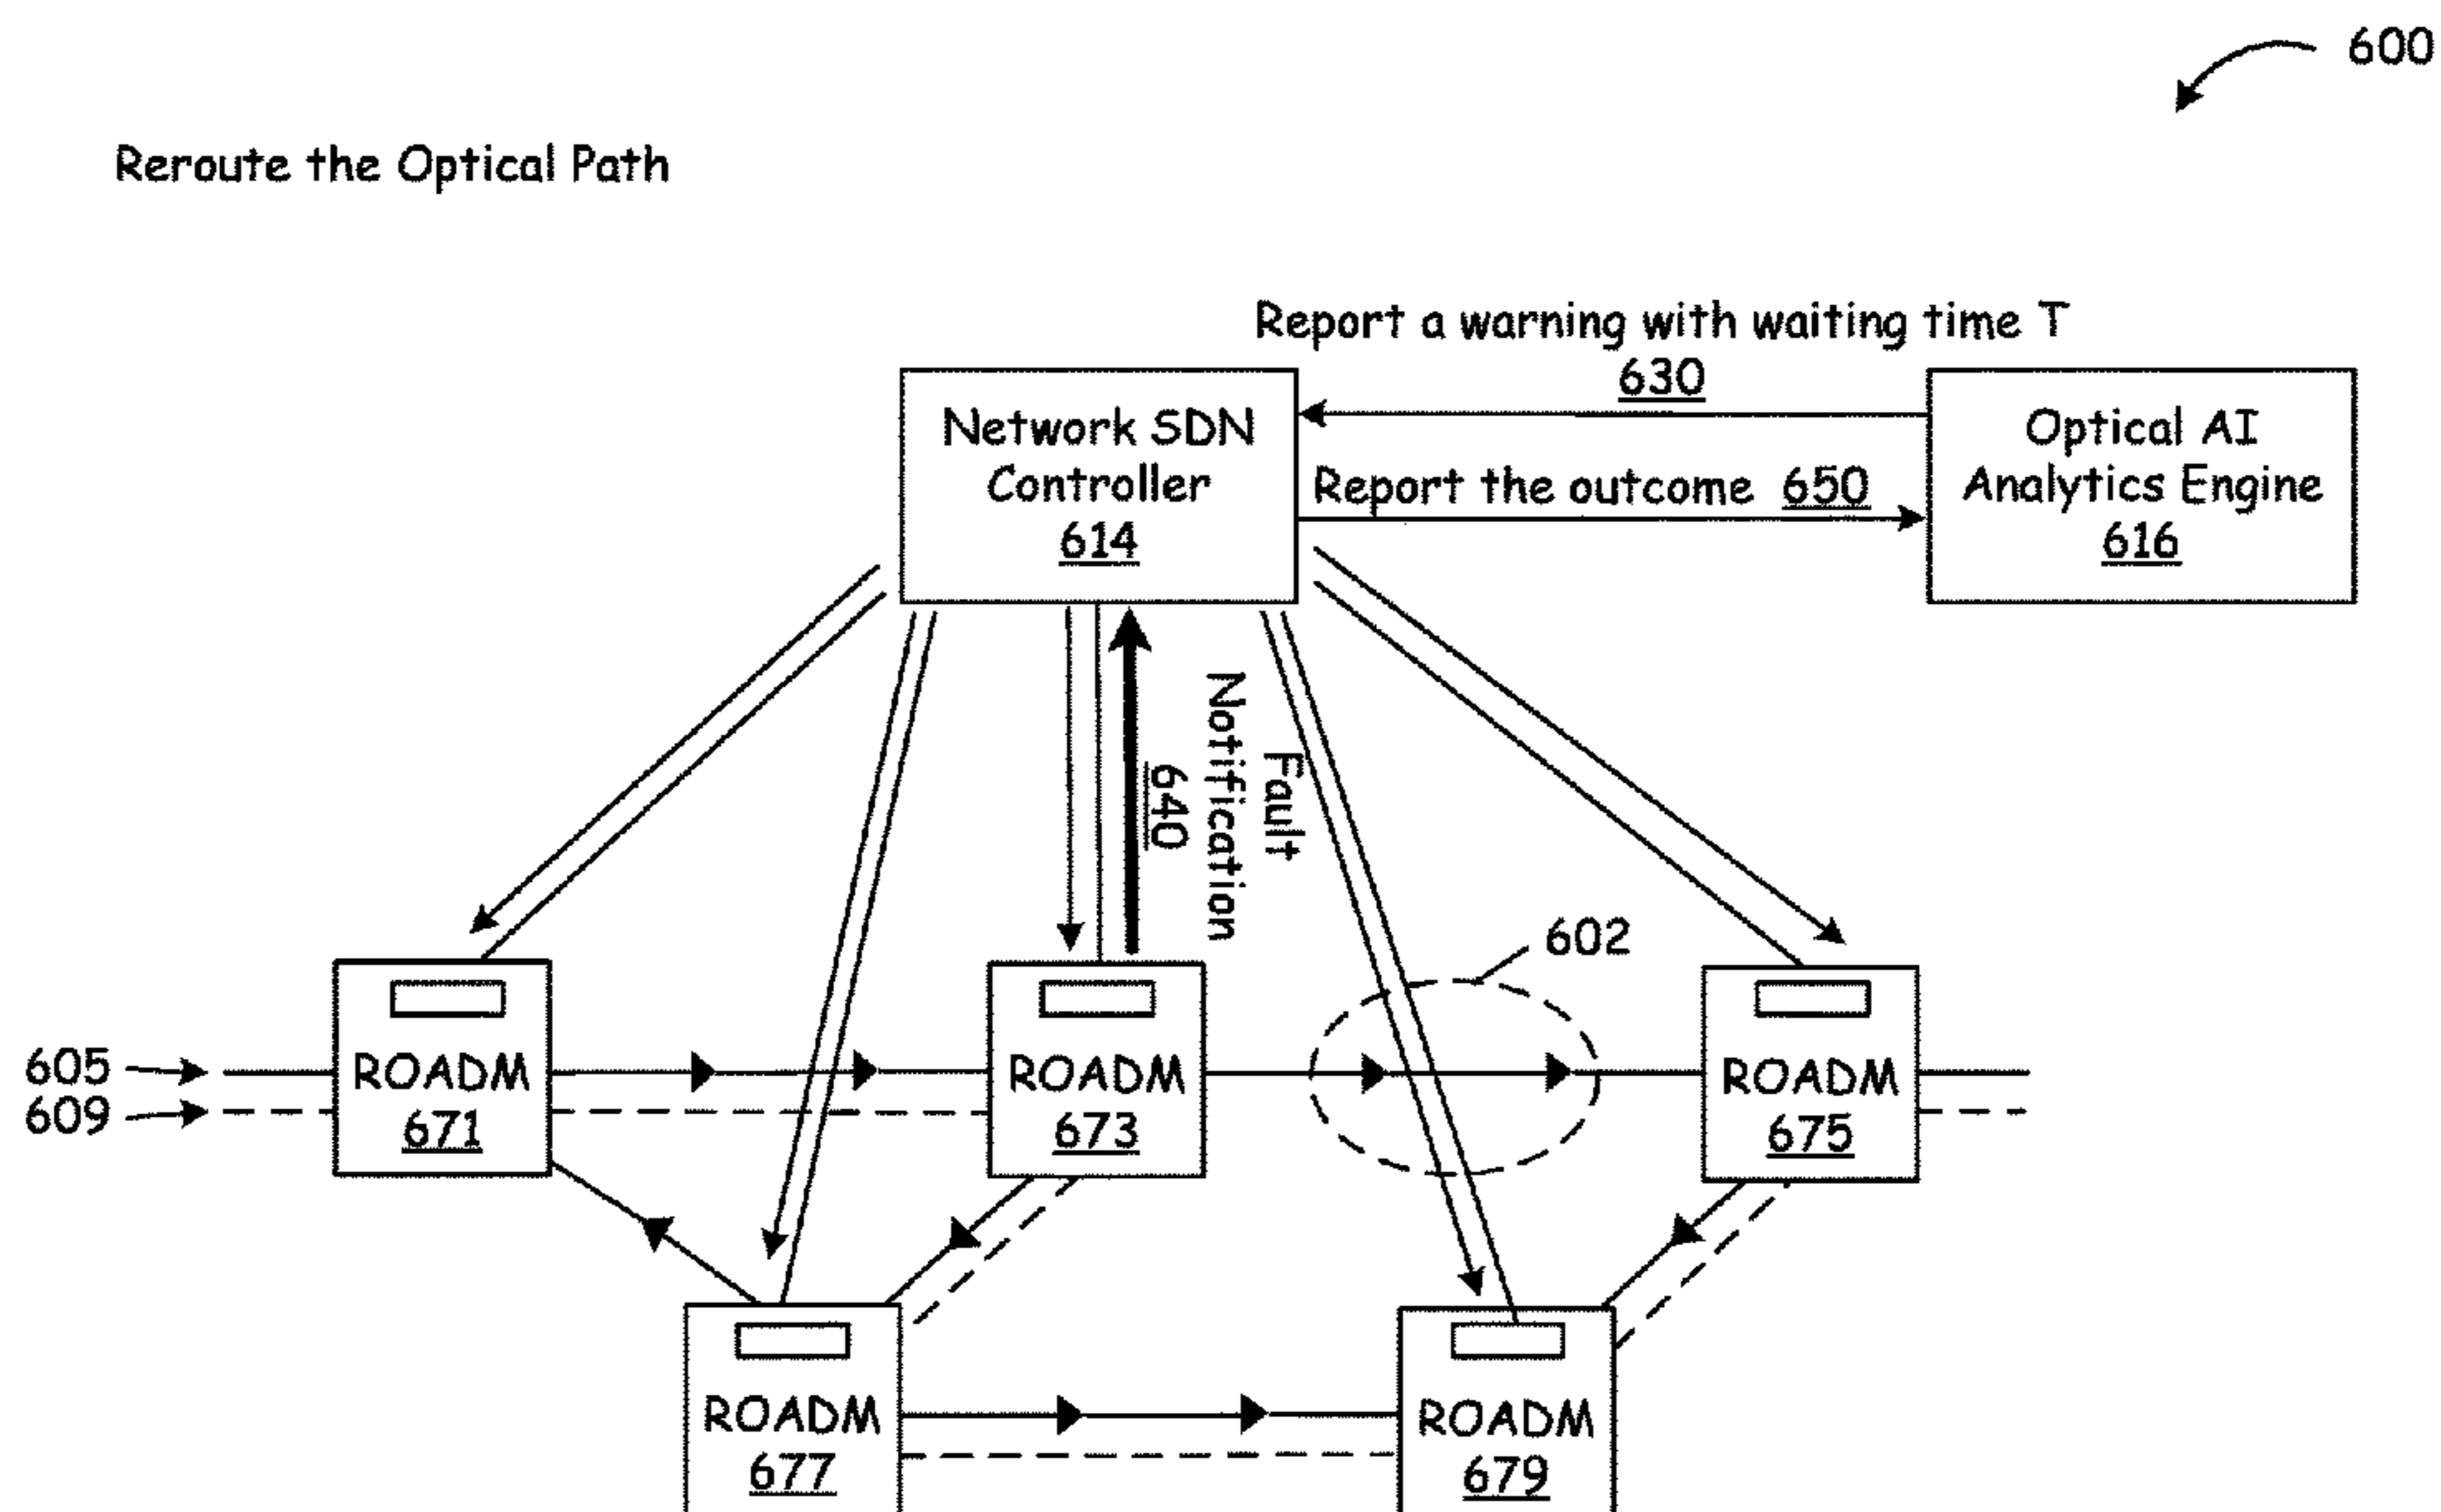 600
Reroute the Optical Path
Report a warning with waiting time T
630
Network SDN
Controller
614
Report the outcome 650
Optical AI
Analytics Engine
616
Fault
Notification
640
602
605
609
ROADM
671
ROADM
673
ROADM
675
ROADM
677
ROADM
679